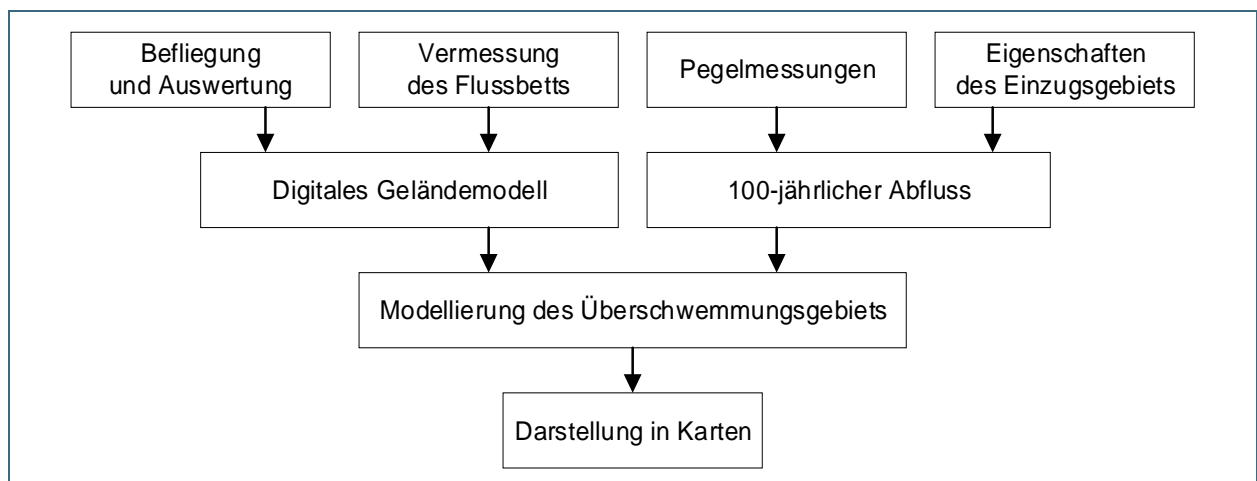 Befliegung
und Auswertung
Vermessung
des Flussbetts
Pegelmessungen
Eigenschaften
des Einzugsgebiets
Digitales Geländemodell
100-jährlicher Abfluss
Modellierung des Überschwemmungsgebiets
Darstellung in Karten